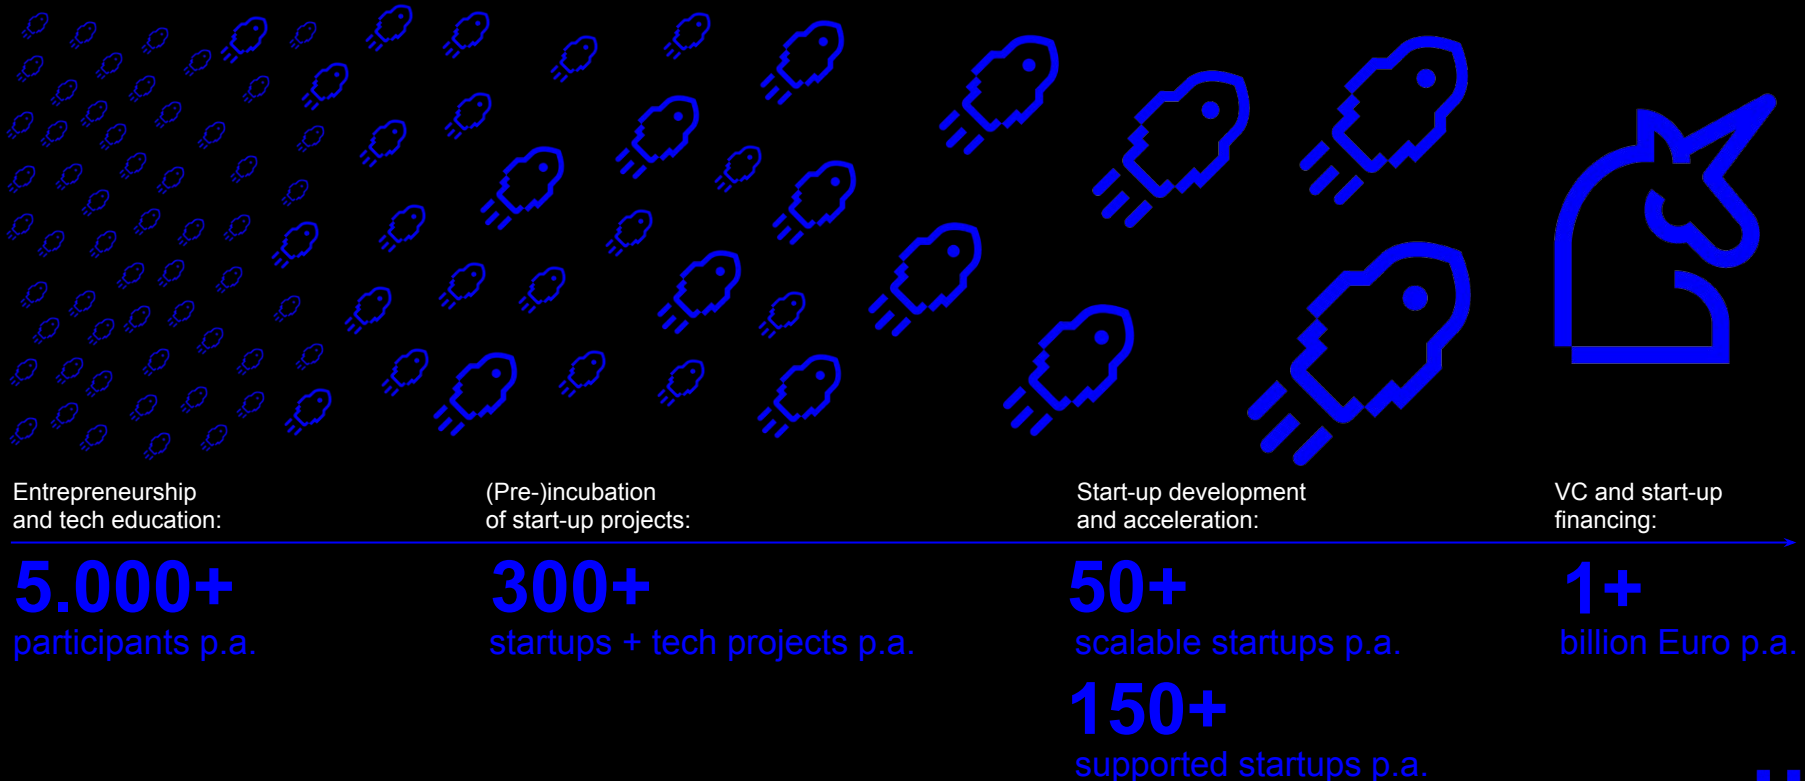 Entrepreneurship
and tech education:
5.000+
participants p.a.
(Pre-)incubation
of start-up projects:
300+
startups + tech projects p.a.
Start-up development
and acceleration:
50+
scalable startups p.a.
150+
supported startups p.a.
VC and start-up
financing:
1+
billion Euro p.a.